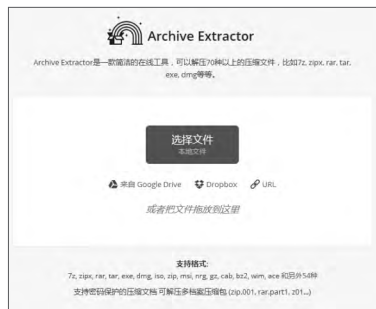 Archive Extractor
Archive Extractor是一款简洁的在线工具，可以解压70种以上的压缩文件，比如7z, zipx, rar, tar,
exe, dmg等等。
选择文件
本地文件
来自 Google Drive Dropbox URL
或者把文件拖放到这里
支持格式:
7z, zipx, rar, tar, exe, dmg, iso, zip, msi, nrg, gz, cab, bz2, wim, ace 和另外54种
支持密码保护的压缩文档 可解压多档案压缩包 (zip.001, rar.part1, z01...)